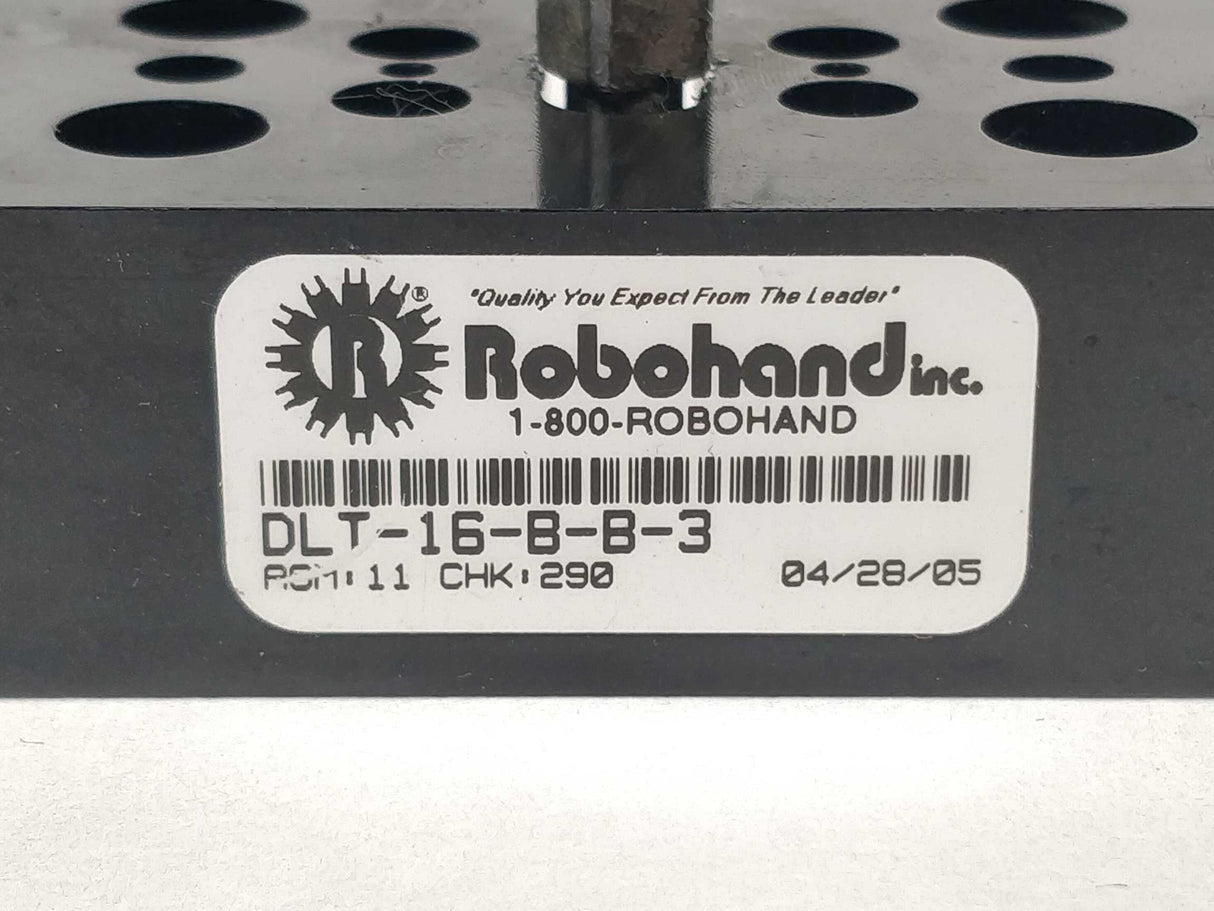 "Quality You Expect From The Leader"
R ®
Robohand inc.
1-800-ROBOHAND
DLT-16-B-B-3
ASM:11 CHK:290 04/28/05